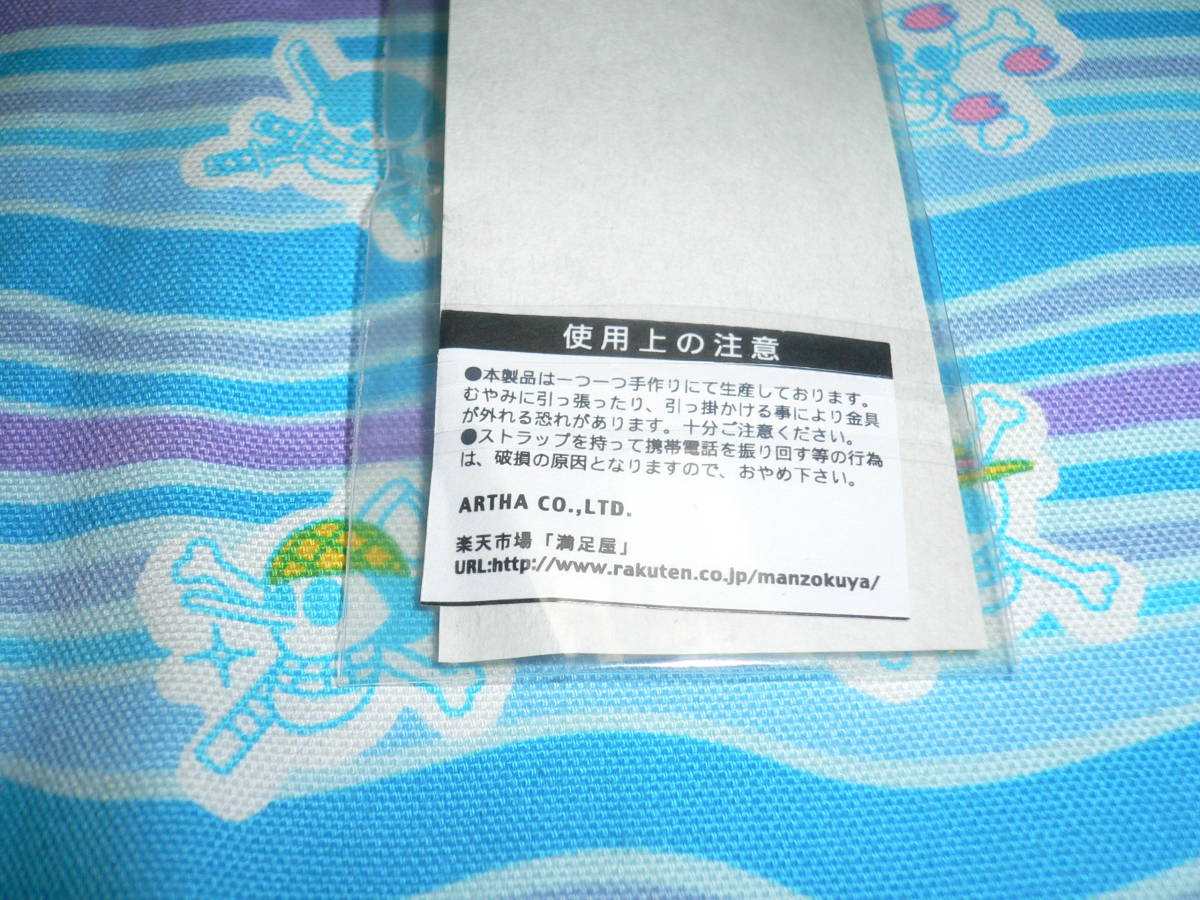 使用上の注意
●本製品は一つ一つ手作りにて生産しております。
むやみに引っ張ったり、引っ掛かける事により金具
が外れる恐れがあります。十分ご注意ください。
●ストラップを持って携帯電話を振り回す等の行為
は、破損の原因となりますので、おやめ下さい。
ARTHA CO.,LTD.
楽天市場「満足屋」
URL:http://www.rakuten.co.jp/manzokuya/